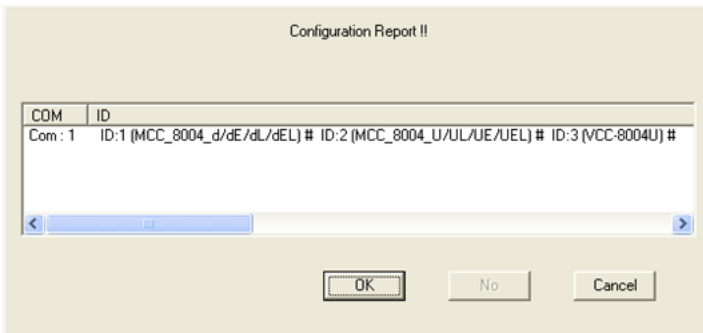 Configuration Report !!
COM ID
Com : 1 ID:1 (MCC_8004_d/dE/dL/dEL) # ID:2 (MCC_8004_U/UL/UE/UEL) # ID:3 (VCC-8004U) #
OK No Cancel